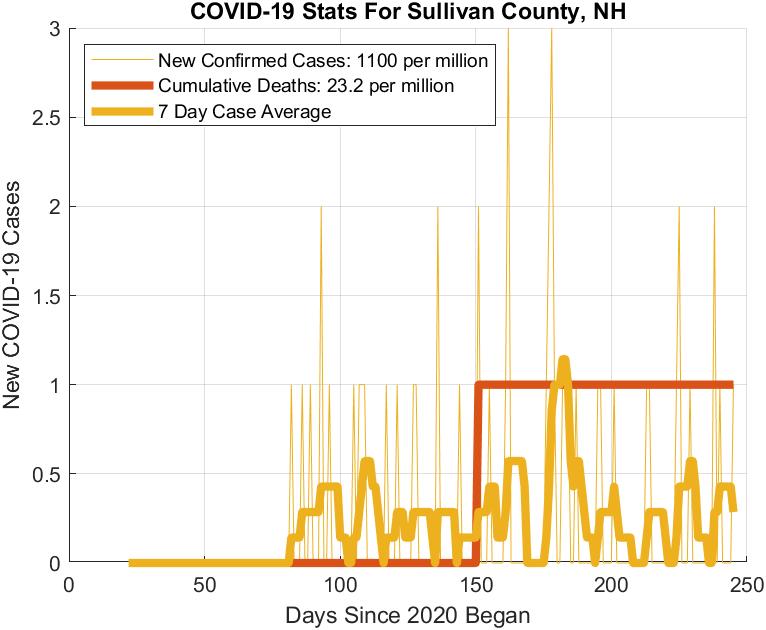 COVID-19 Stats For Sullivan County, NH
New Confirmed Cases: 1100 per million
Cumulative Deaths: 23.2 per million
7 Day Case Average
New COVID-19 Cases
3
2.5
2
1.5
1
0.5
0
0 50 100 150 200 250
Days Since 2020 Began